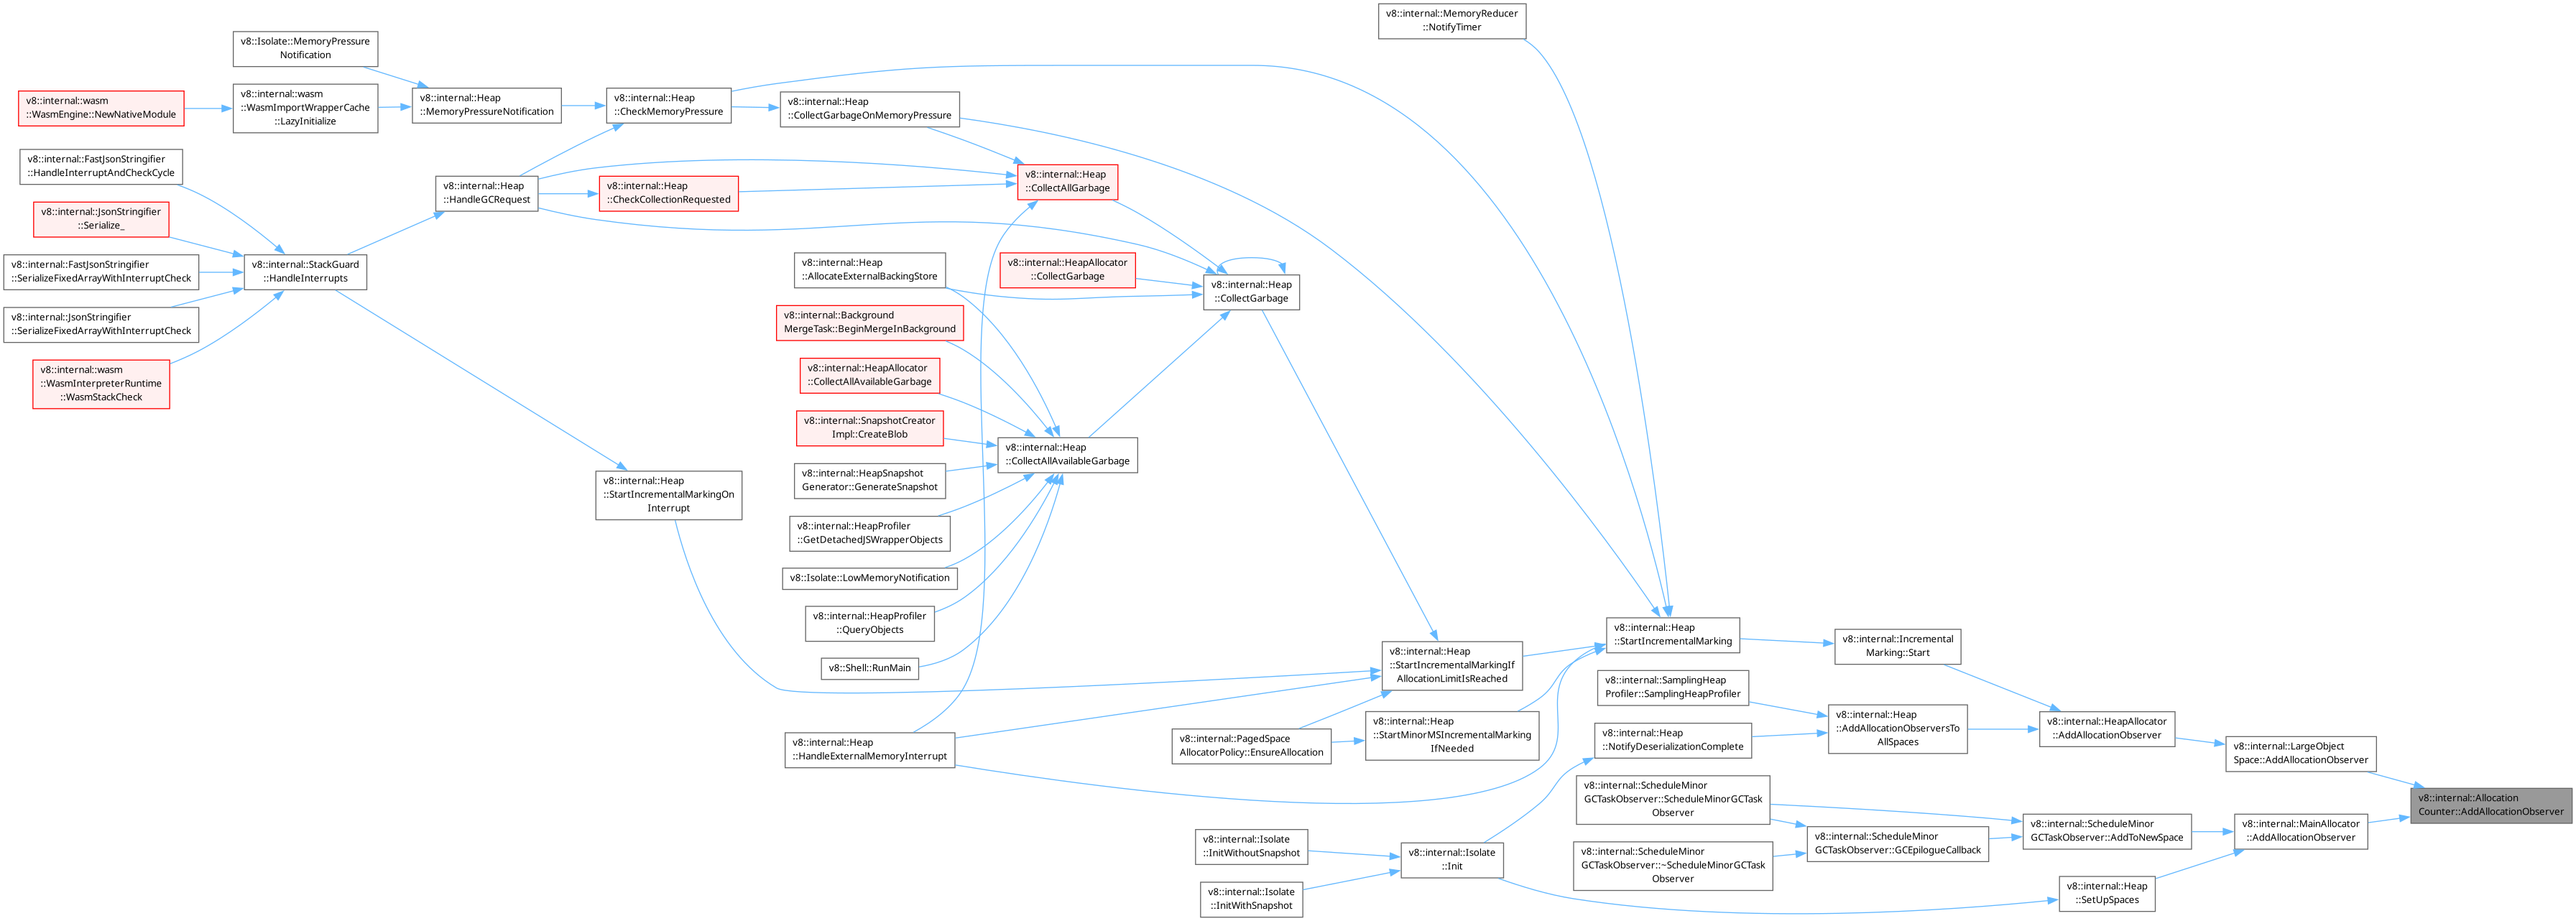 v8::internal::MemoryReducer
::NotifyTimer
v8::Isolate::MemoryPressure
Notification
v8::internal::wasm
::WasmEngine::NewNativeModule
v8::internal::wasm
::WasmImportWrapperCache
::LazyInitialize
v8::internal::Heap
::MemoryPressureNotification
v8::internal::Heap
::CheckMemoryPressure
v8::internal::Heap
::CollectGarbageOnMemoryPressure
v8::internal::FastJsonStringifier
::HandleInterruptAndCheckCycle
v8::internal::Heap
::HandleGCRequest
v8::internal::Heap
::CheckCollectionRequested
v8::internal::Heap
::CollectAllGarbage
v8::internal::JsonStringifier
::Serialize_
v8::internal::FastJsonStringifier
::SerializeFixedArrayWithInterruptCheck
v8::internal::StackGuard
::HandleInterrupts
v8::internal::Heap
::AllocateExternalBackingStore
v8::internal::HeapAllocator
::CollectGarbage
v8::internal::Heap
::CollectGarbage
v8::internal::JsonStringifier
::SerializeFixedArrayWithInterruptCheck
v8::internal::Background
MergeTask::BeginMergeInBackground
v8::internal::wasm
::WasmInterpreterRuntime
::WasmStackCheck
v8::internal::HeapAllocator
::CollectAllAvailableGarbage
v8::internal::SnapshotCreator
Impl::CreateBlob
v8::internal::Heap
::CollectAllAvailableGarbage
v8::internal::Heap
::StartIncrementalMarkingOn
Interrupt
v8::internal::HeapSnapshot
Generator::GenerateSnapshot
v8::internal::HeapProfiler
::GetDetachedJSWrapperObjects
v8::Isolate::LowMemoryNotification
v8::internal::HeapProfiler
::QueryObjects
v8::Shell::RunMain
v8::internal::Heap
::StartIncrementalMarkingIf
AllocationLimitIsReached
v8::internal::Heap
::StartIncrementalMarking
v8::internal::Incremental
Marking::Start
v8::internal::SamplingHeap
Profiler::SamplingHeapProfiler
v8::internal::Heap
::HandleExternalMemoryInterrupt
v8::internal::PagedSpace
AllocatorPolicy::EnsureAllocation
v8::internal::Heap
::StartMinorMSIncrementalMarking
IfNeeded
v8::internal::Heap
::NotifyDeserializationComplete
v8::internal::Heap
::AddAllocationObserversTo
AllSpaces
v8::internal::HeapAllocator
::AddAllocationObserver
v8::internal::LargeObject
Space::AddAllocationObserver
v8::internal::Allocation
Counter::AddAllocationObserver
v8::internal::ScheduleMinor
GCTaskObserver::ScheduleMinorGCTask
Observer
v8::internal::ScheduleMinor
GCTaskObserver::GCEpilogueCallback
v8::internal::ScheduleMinor
GCTaskObserver::AddToNewSpace
v8::internal::MainAllocator
::AddAllocationObserver
v8::internal::Isolate
::InitWithoutSnapshot
v8::internal::Isolate
::Init
v8::internal::ScheduleMinor
GCTaskObserver::~ScheduleMinorGCTask
Observer
v8::internal::Isolate
::InitWithSnapshot
v8::internal::Heap
::SetUpSpaces